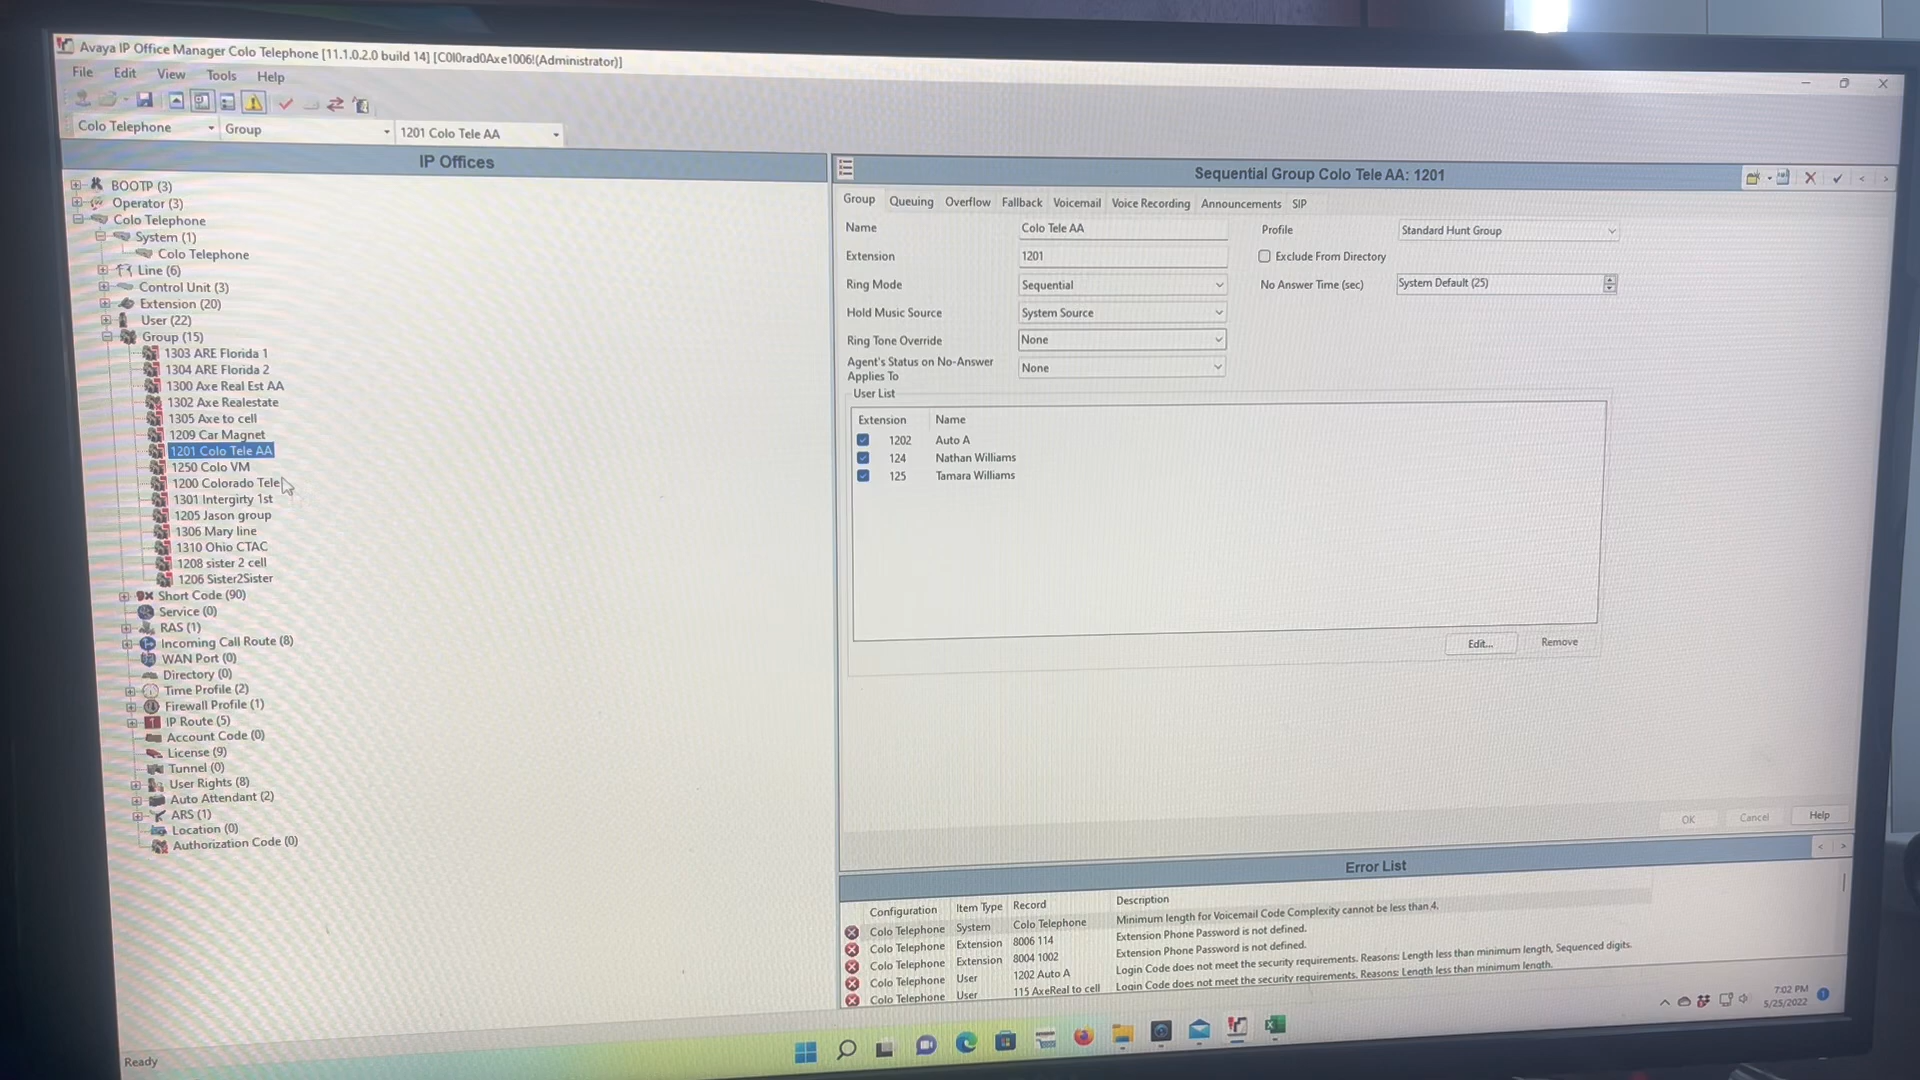 Avaya IP Office Manager Colo Telephone [11.1.0.2.0 build 14] [C0l0rad0Axe1006!(Administrator)]
File Edit View Tools Help
Colo Telephone Group 1201 Colo Tele AA
IP Offices
BOOTP (3)
Operator (3)
Colo Telephone
System (1)
Colo Telephone
Line (6)
Control Unit (3)
Extension (20)
User (22)
Group (15)
1303 ARE Florida 1
1304 ARE Florida 2
1300 Axe Real Est AA
1302 Axe Realestate
1305 Axe to cell
1209 Car Magnet
1201 Colo Tele AA
1250 Colo VM
1200 Colorado Tele
1301 Intergirty 1st
1205 Jason group
1306 Mary line
1310 Ohio CTAC
1208 sister 2 cell
1206 Sister2Sister
Short Code (90)
Service (0)
RAS (1)
Incoming Call Route (8)
WAN Port (0)
Directory (0)
Time Profile (2)
Firewall Profile (1)
IP Route (5)
Account Code (0)
License (9)
Tunnel (0)
User Rights (8)
Auto Attendant (2)
ARS (1)
Location (0)
Authorization Code (0)
Sequential Group Colo Tele AA: 1201
Group Queuing Overflow Fallback Voicemail Voice Recording Announcements SIP
Name Colo Tele AA Profile Standard Hunt Group
Extension 1201 Exclude From Directory
Ring Mode Sequential No Answer Time (sec) System Default (25)
Hold Music Source System Source
Ring Tone Override None
Agent's Status on No-Answer
Applies To None
User List
Extension Name
1202 Auto A
124 Nathan Williams
125 Tamara Williams
Edit... Remove
OK Cancel Help
Error List
Configuration Item Type Record Description
Colo Telephone System Colo Telephone Minimum length for Voicemail Code Complexity cannot be less than 4.
Colo Telephone Extension 8006 114 Extension Phone Password is not defined.
Colo Telephone Extension 8004 1002 Extension Phone Password is not defined.
Colo Telephone User 1202 Auto A Login Code does not meet the security requirements. Reasons: Length less than minimum length, Sequenced digits.
Colo Telephone User 115 AxeReal to cell Login Code does not meet the security requirements. Reasons: Length less than minimum length.
Ready
7:02 PM
5/25/2022
1